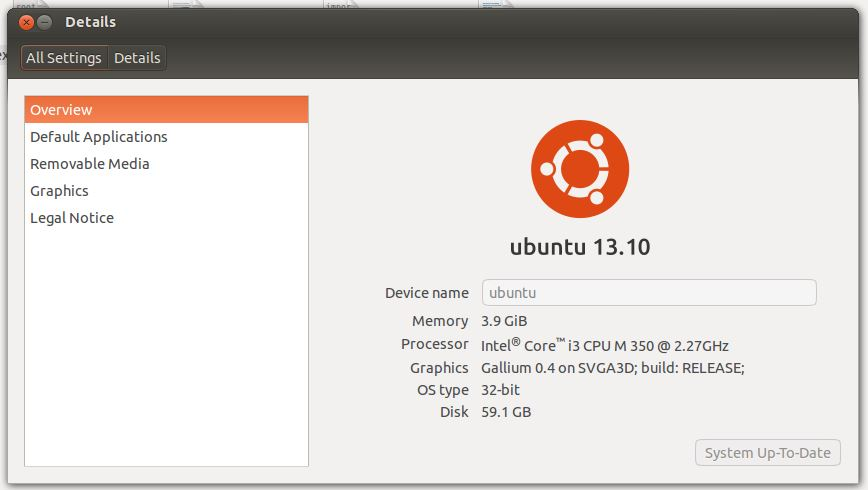 Details
All Settings Details
Overview
Default Applications
Removable Media
Graphics
Legal Notice
ubuntu 13.10
Device name ubuntu
Memory 3.9 GiB
Processor Intel® Core™ i3 CPU M 350 @ 2.27GHz
Graphics Gallium 0.4 on SVGA3D; build: RELEASE;
OS type 32-bit
Disk 59.1 GB
System Up-To-Date